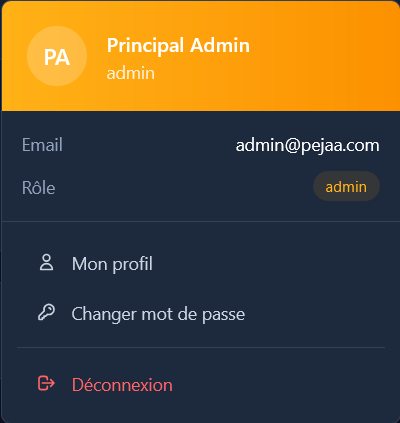 PA
Principal Admin
admin
Email admin@pejaa.com
Rôle admin
Mon profil
Changer mot de passe
Déconnexion